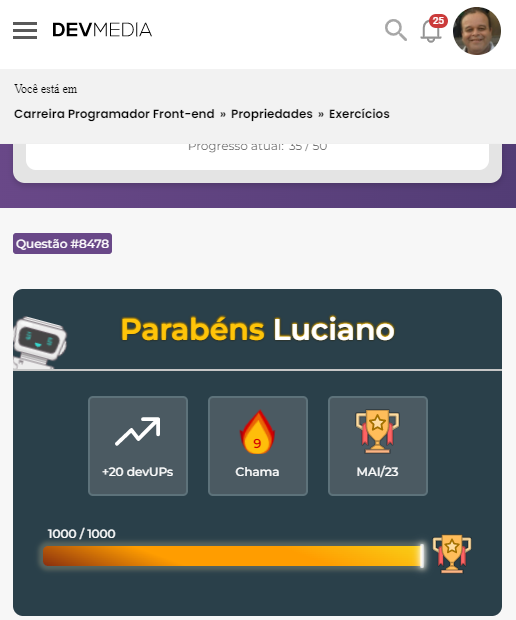 DEVMEDIA
25
Você está em
Carreira Programador Front-end » Propriedades » Exercícios
Progresso atual: 35 / 50
Questão #8478
Parabéns Luciano
+20 devUPs
9
Chama
MAI/23
1000 / 1000